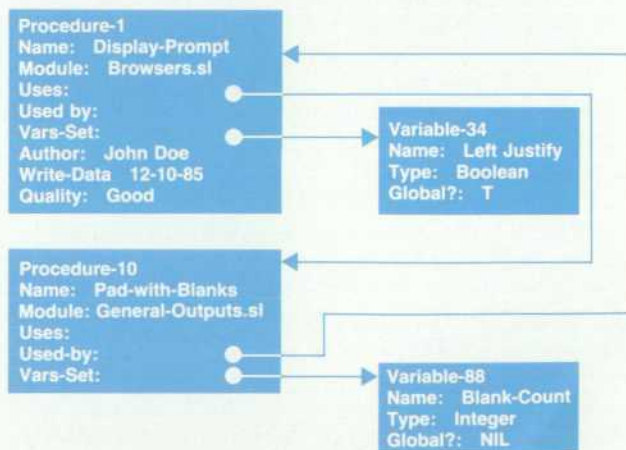 Procedure-1
Name: Display-Prompt
Module: Browsers.sl
Uses:
Used by:
Vars-Set:
Author: John Doe
Write-Data 12-10-85
Quality: Good
Variable-34
Name: Left Justify
Type: Boolean
Global?: T
Procedure-10
Name: Pad-with-Blanks
Module: General-Outputs.sl
Uses:
Used-by:
Vars-Set:
Variable-88
Name: Blank-Count
Type: Integer
Global?: NIL